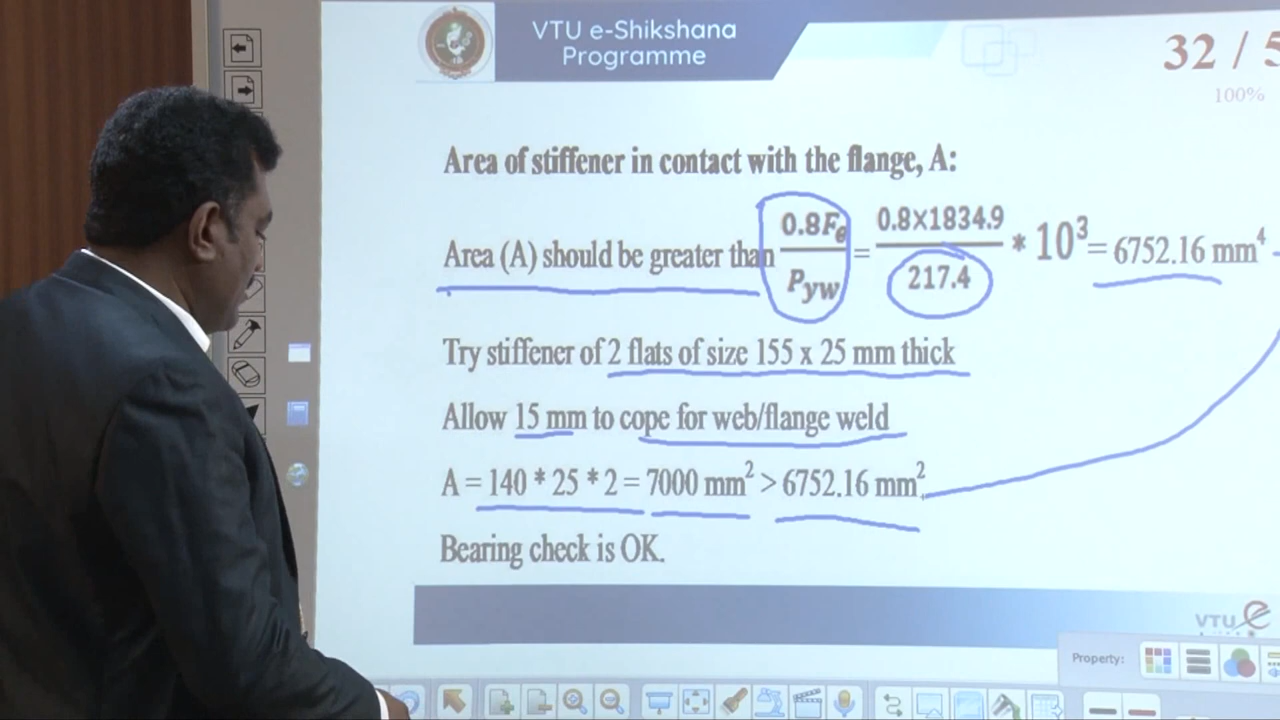 VTU e-Shikshana
Programme
32 / 5
100%
Area of stiffener in contact with the flange, A:
Area (A) should be greater than 0.8Fe / Pyw = 0.8×1834.9 / 217.4 * 10³ = 6752.16 mm⁴
Try stiffener of 2 flats of size 155 x 25 mm thick
Allow 15 mm to cope for web/flange weld
A = 140 * 25 * 2 = 7000 mm² > 6752.16 mm²
Bearing check is OK.
VTU e
Property: